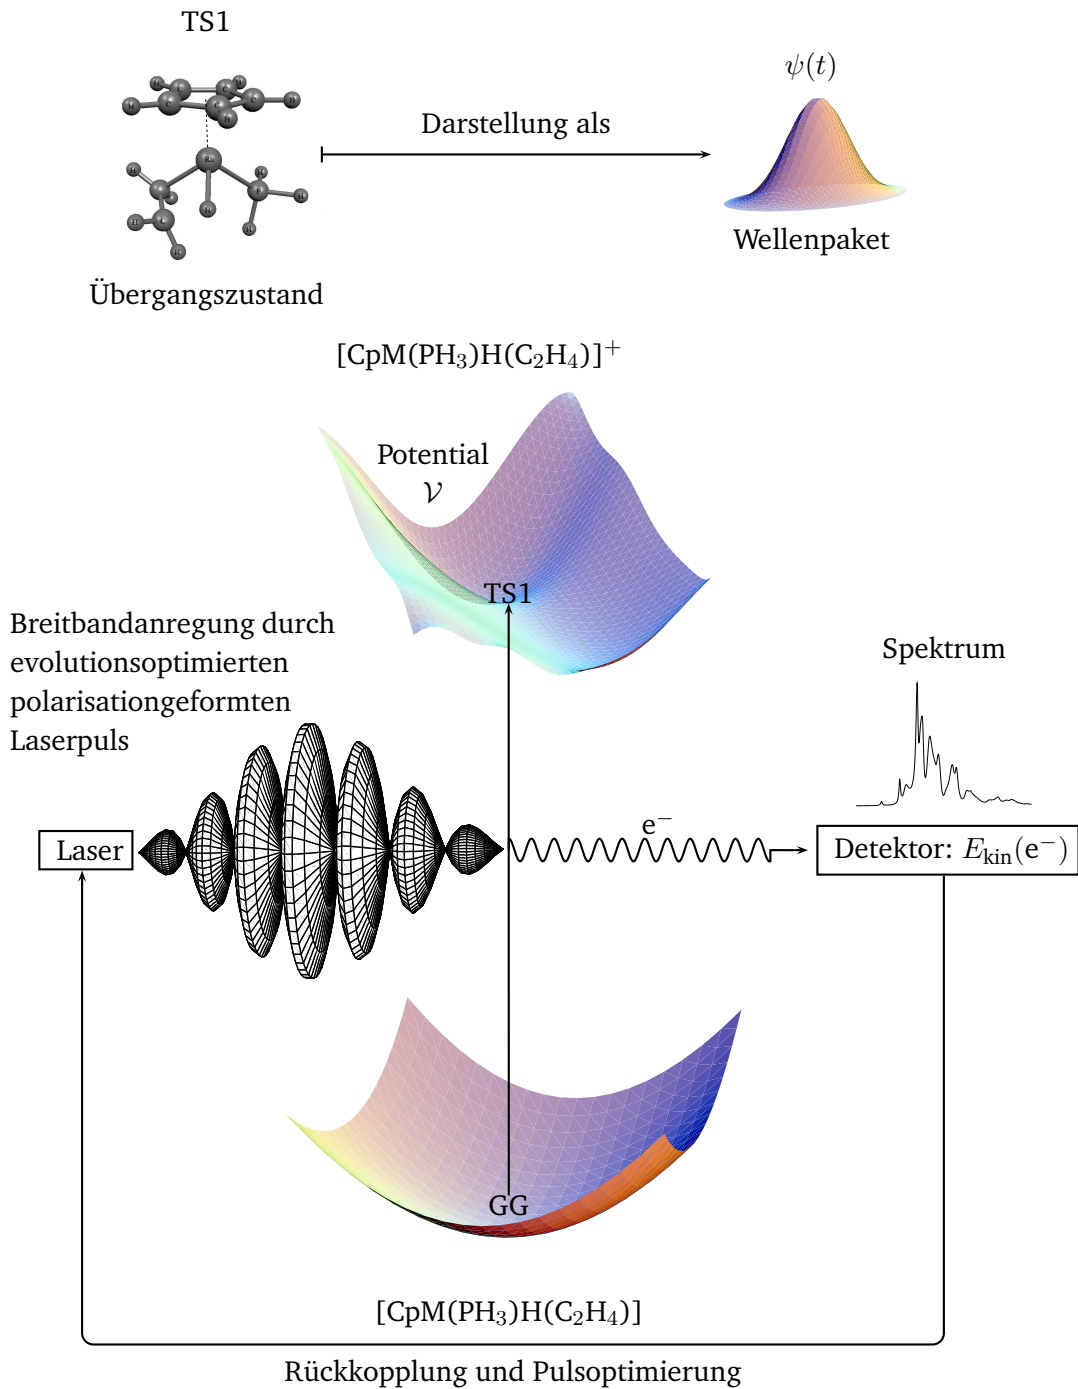 TS1
ψ(t)
Darstellung als
Wellenpaket
Übergangszustand
[CpM(PH₃)H(C₂H₄)]⁺
Potential
𝒱
TS1
Breitbandanregung durch
evolutionsoptimierten
polarisationgeformten
Laserpuls
Spektrum
e⁻
Laser
Detektor: E_kin(e⁻)
GG
[CpM(PH₃)H(C₂H₄)]
Rückkopplung und Pulsoptimierung